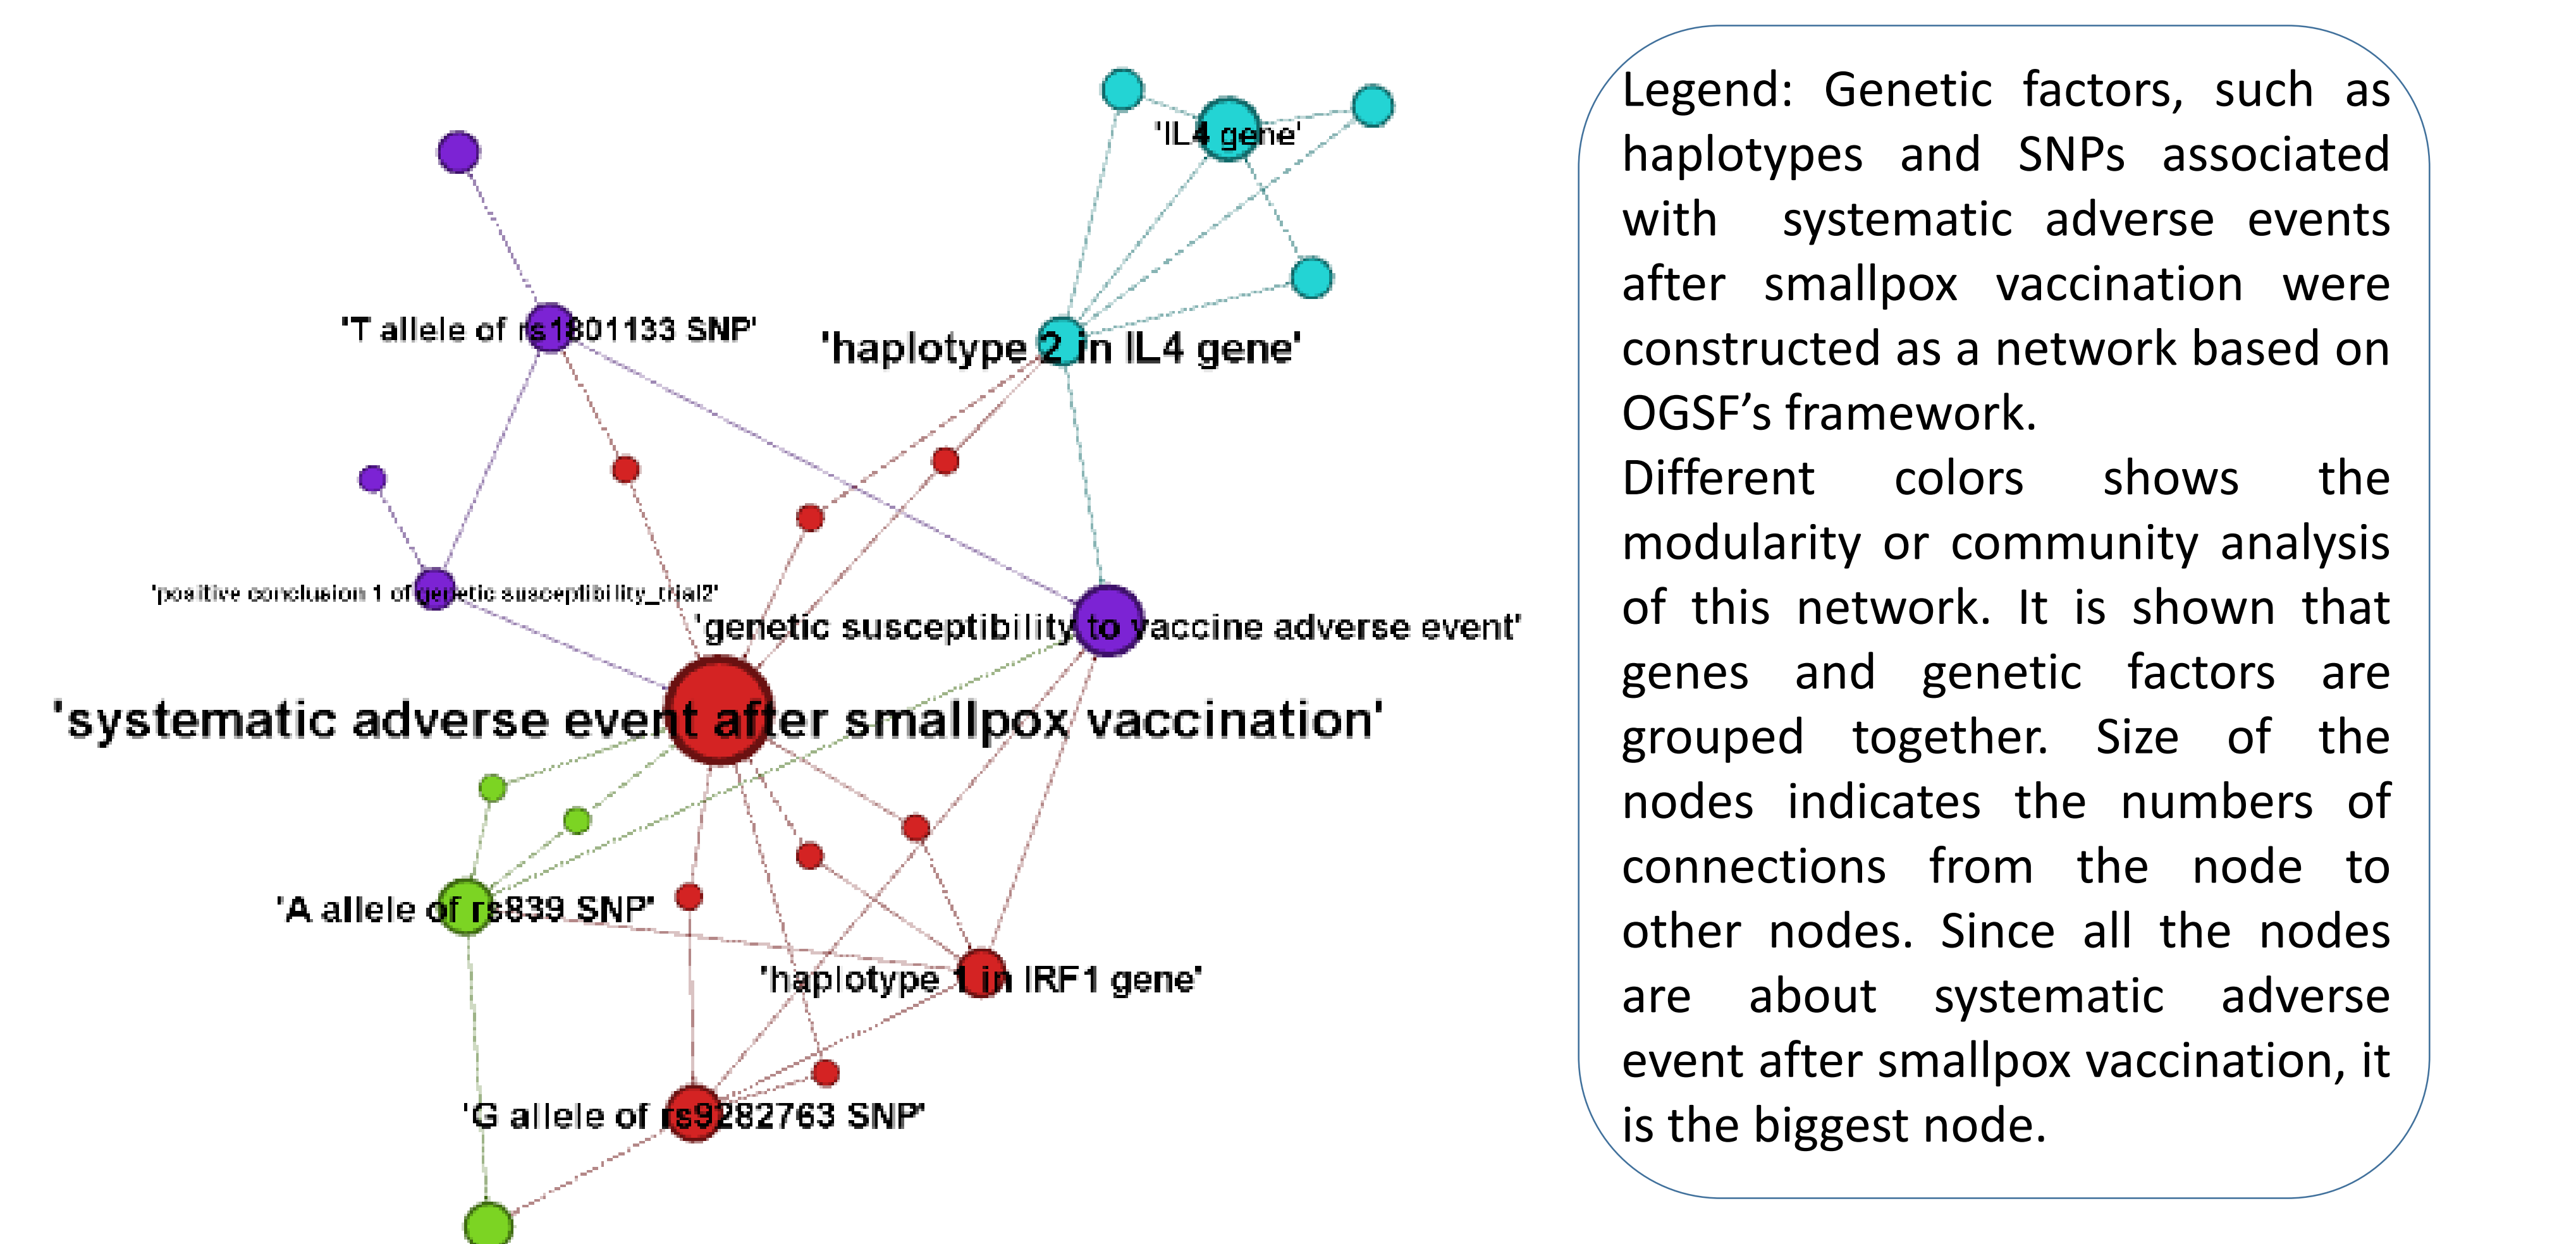 'IL4 gene'
'T allele of rs1801133 SNP'
'haplotype 2 in IL4 gene'
'positive conclusion 1 of genetic susceptibility_trial2'
'genetic susceptibility to vaccine adverse event'
'systematic adverse event after smallpox vaccination'
'A allele of rs839 SNP'
'haplotype 1 in IRF1 gene'
'G allele of rs9282763 SNP'
Legend: Genetic factors, such as
haplotypes and SNPs associated
with systematic adverse events
after smallpox vaccination were
constructed as a network based on
OGSF’s framework.
Different colors shows the
modularity or community analysis
of this network. It is shown that
genes and genetic factors are
grouped together. Size of the
nodes indicates the numbers of
connections from the node to
other nodes. Since all the nodes
are about systematic adverse
event after smallpox vaccination, it
is the biggest node.